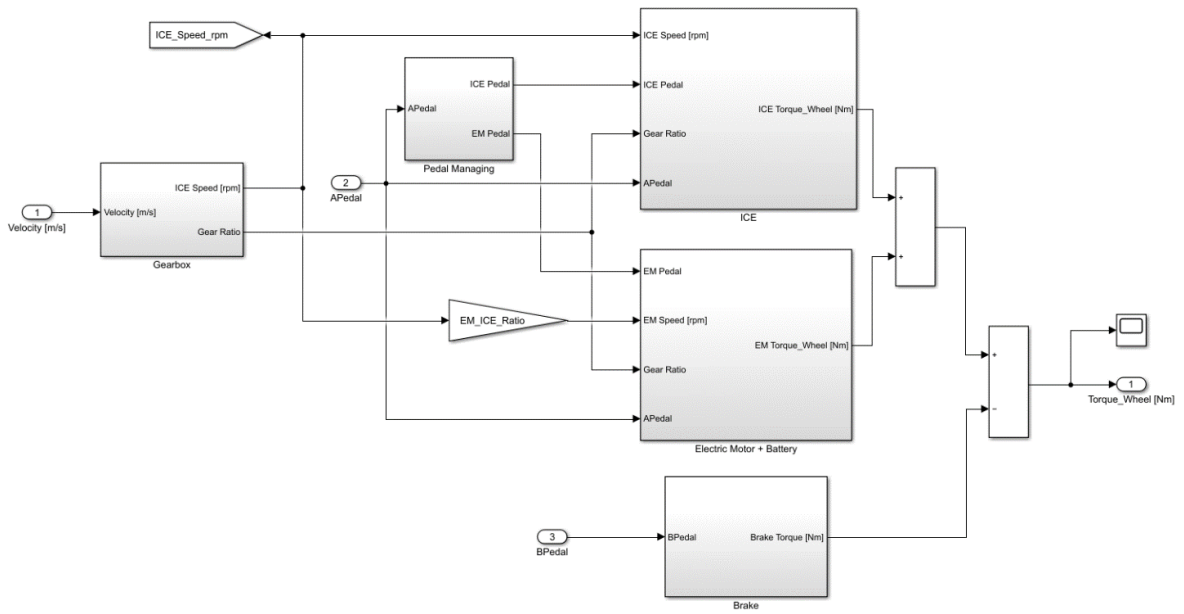 ICE_Speed_rpm
ICE Speed [rpm]
ICE Pedal
Gear Ratio
APedal
ICE Torque_Wheel [Nm]
ICE
APedal
ICE Pedal
EM Pedal
Pedal Managing
2
APedal
1
Velocity [m/s]
Velocity [m/s]
ICE Speed [rpm]
Gear Ratio
Gearbox
+
+
EM_ICE_Ratio
EM Pedal
EM Speed [rpm]
Gear Ratio
APedal
EM Torque_Wheel [Nm]
Electric Motor + Battery
+
−
1
Torque_Wheel [Nm]
3
BPedal
BPedal
Brake Torque [Nm]
Brake